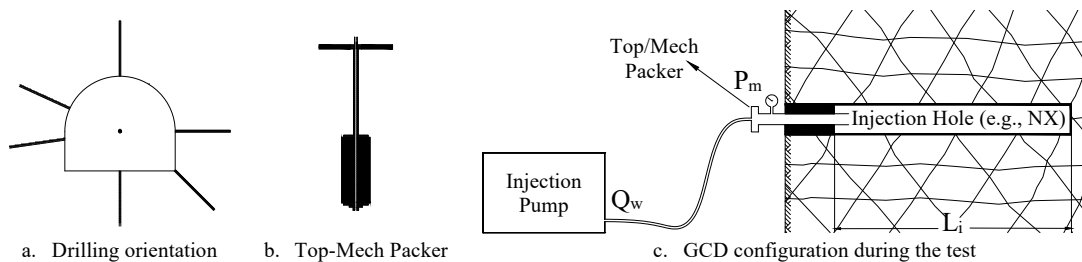 Top/Mech
Packer
Pm
Injection Hole (e.g., NX)
Injection
Pump
Qw
Li
a. Drilling orientation
b. Top-Mech Packer
c. GCD configuration during the test